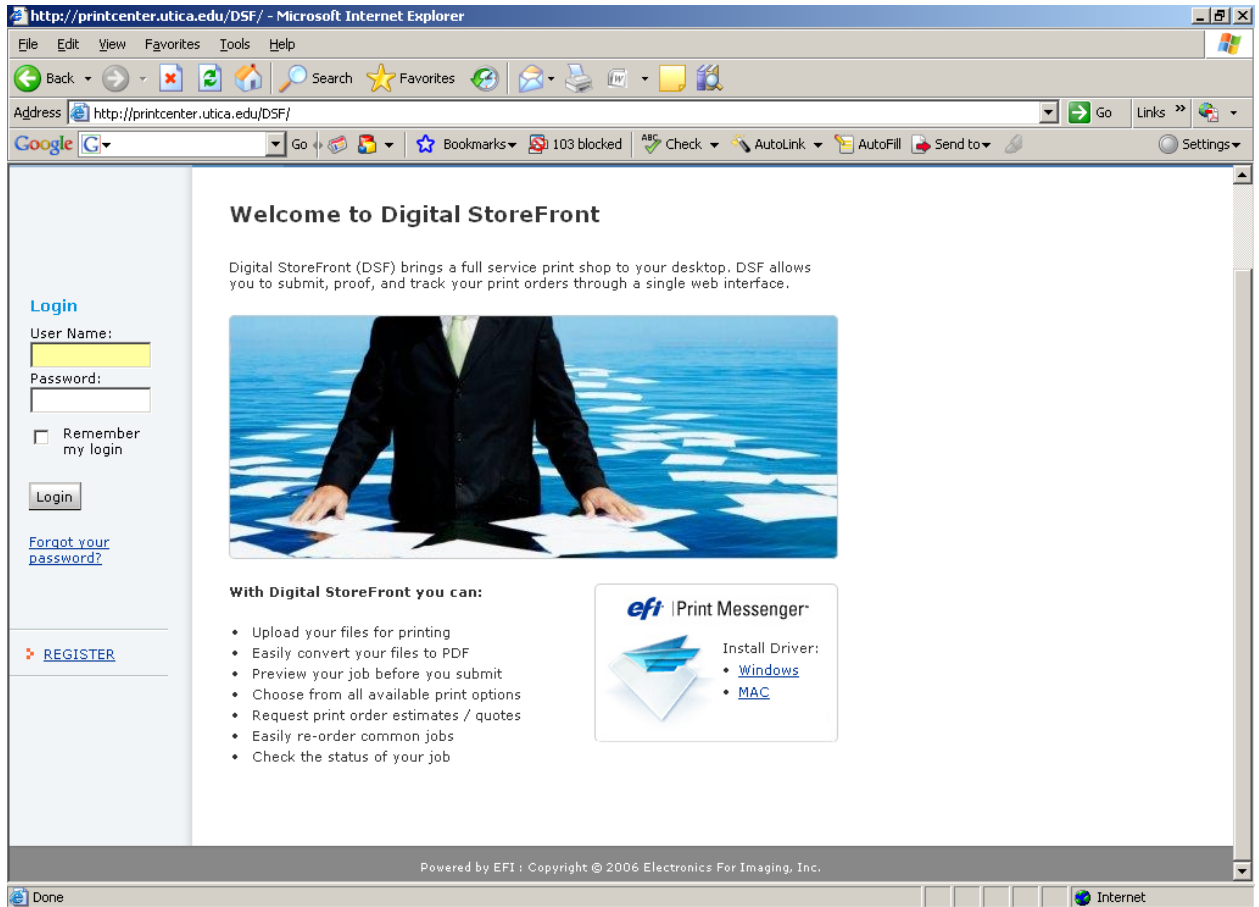 http://printcenter.utica.edu/DSF/ - Microsoft Internet Explorer
File Edit View Favorites Tools Help
Back Search Favorites
Address http://printcenter.utica.edu/DSF/ Go Links »
Google G Go Bookmarks 103 blocked ABC Check AutoLink AutoFill Send to Settings
Welcome to Digital StoreFront
Digital StoreFront (DSF) brings a full service print shop to your desktop. DSF allows
you to submit, proof, and track your print orders through a single web interface.
Login
User Name:
Password:
Remember
my login
Login
Forgot your
password?
REGISTER
With Digital StoreFront you can:
• Upload your files for printing
• Easily convert your files to PDF
• Preview your job before you submit
• Choose from all available print options
• Request print order estimates / quotes
• Easily re-order common jobs
• Check the status of your job
efi Print Messenger™
Install Driver:
• Windows
• MAC
Powered by EFI : Copyright © 2006 Electronics For Imaging, Inc.
Done Internet